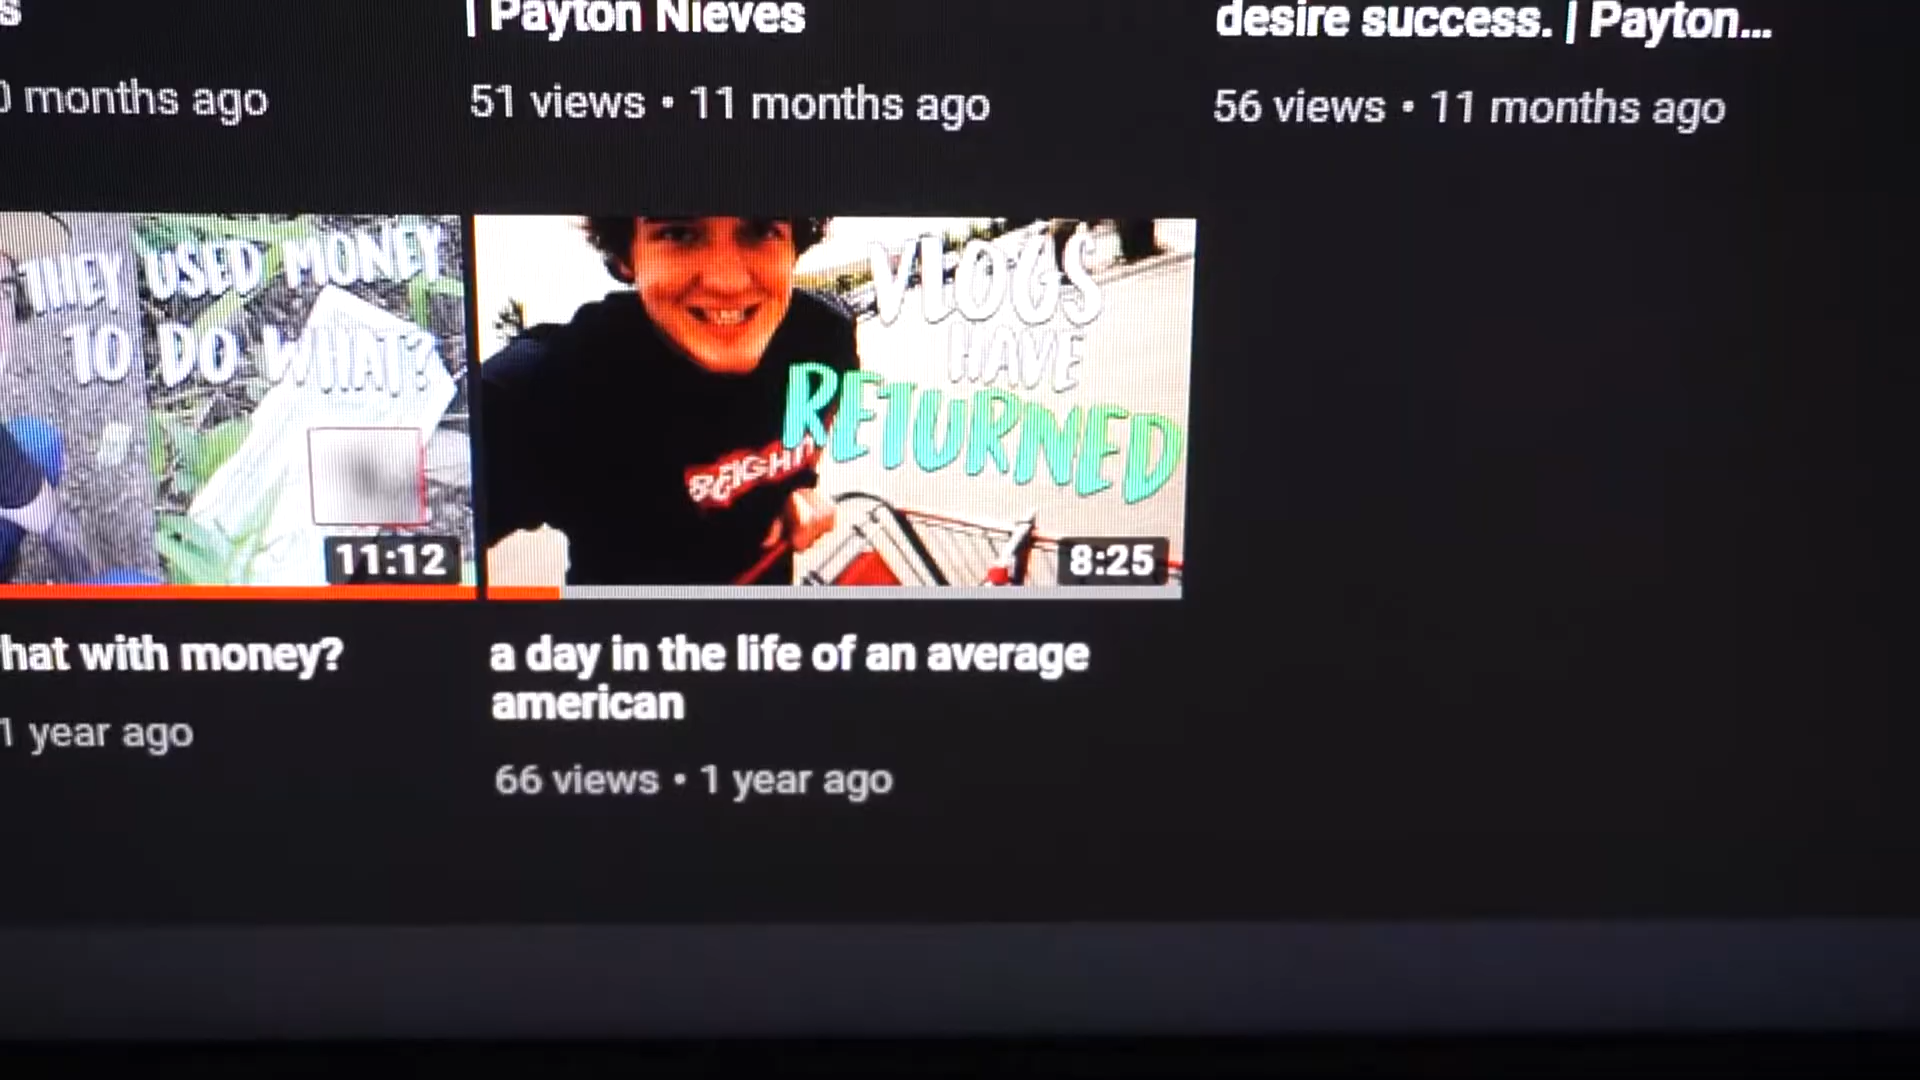 | Payton Nieves
desire success. | Payton...
months ago
51 views • 11 months ago
56 views • 11 months ago
THEY USED MONEY
TO DO WHAT?
11:12
VLOGS
HAVE
RETURNED
8:25
hat with money?
1 year ago
a day in the life of an average
american
66 views • 1 year ago